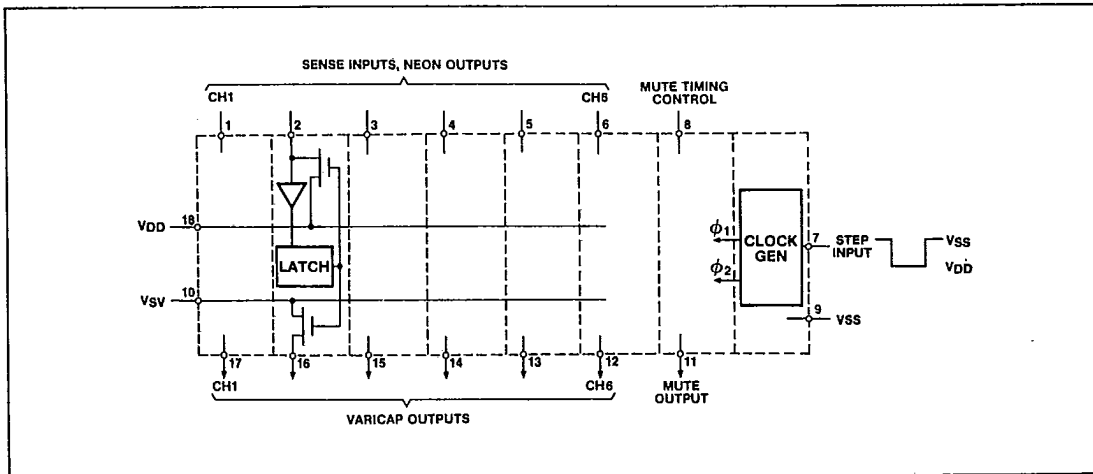 SENSE INPUTS, NEON OUTPUTS
CH1
CH6
MUTE TIMING
CONTROL
1
2
3
4
5
6
8
VDD
18
LATCH
VSV
10
ϕ1
ϕ2
CLOCK
GEN
7
STEP
INPUT
VSS
VDD
9
VSS
17
16
15
14
13
12
11
CH1
CH6
MUTE
OUTPUT
VARICAP OUTPUTS